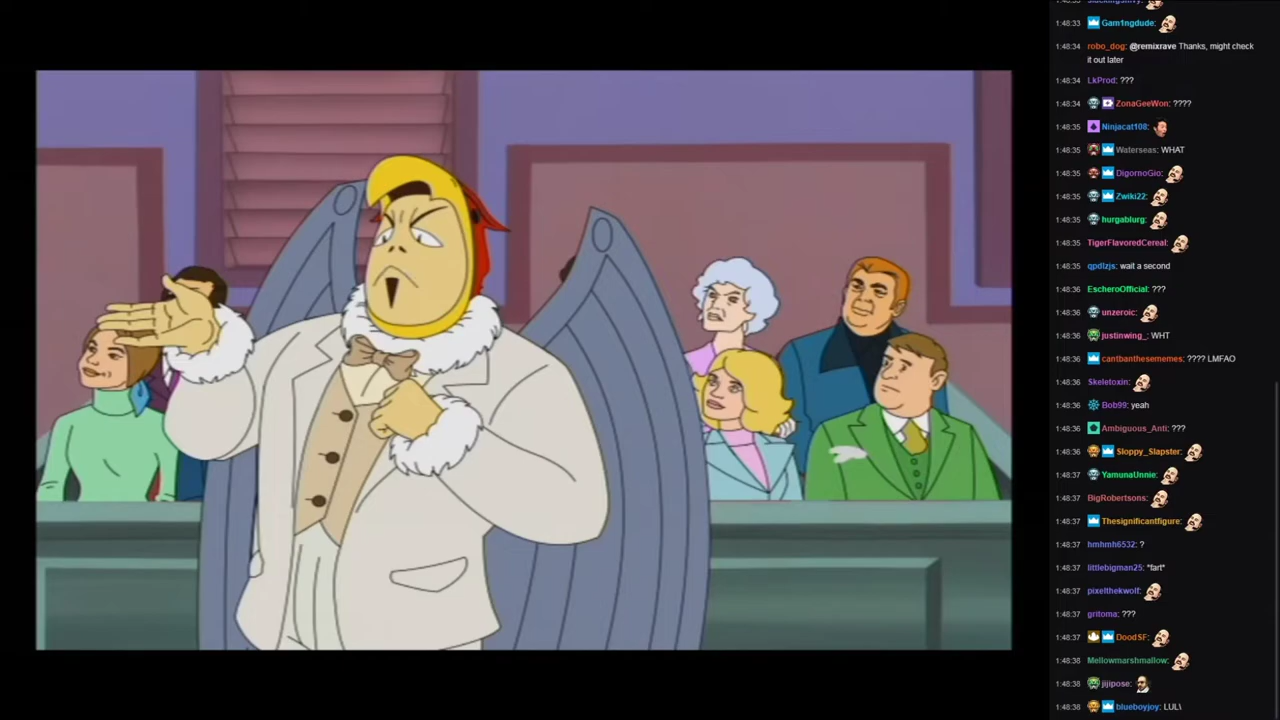 1:48:33 Gam1ngdude:
1:48:34 robo_dog: @remixrave Thanks, might check
it out later
1:48:34 LkProd: ???
1:48:34 ZonaGeeWon: ????
1:48:35 Ninjacat108:
1:48:35 Waterseas: WHAT
1:48:35 DigornoGio:
1:48:35 Zwiki22:
1:48:35 hurgablurg:
1:48:35 TigerFlavoredCereal:
1:48:35 qpdlzjs: wait a second
1:48:36 EscheroOfficial: ???
1:48:36 unzeroic:
1:48:36 justinwing_: WHT
1:48:36 cantbanthesememes: ???? LMFAO
1:48:36 Skeletoxin:
1:48:36 Bob99: yeah
1:48:36 Ambiguous_Anti: ???
1:48:36 Sloppy_Slapster:
1:48:37 YamunaUnnie:
1:48:37 BigRobertsons:
1:48:37 Thesignificantfigure:
1:48:37 hmhmh6532: ?
1:48:37 littlebigman25: *fart*
1:48:37 pixelthekwolf:
1:48:37 gritoma: ???
1:48:37 DoodSF:
1:48:38 Mellowmarshmallow:
1:48:38 jijipose:
1:48:38 blueboyjoy: LUL\